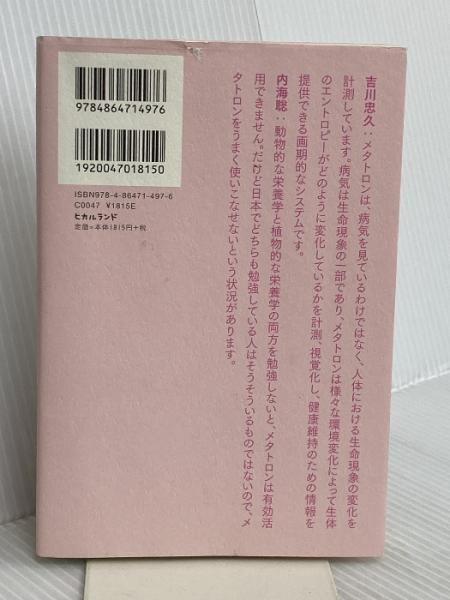 吉川忠久：メタトロンは、病気を見ているわけではなく、人体における生命現象の変化を
計測しています。病気は生命現象の一部であり、メタトロンは様々な環境変化によって生体
のエントロピーがどのように変化しているかを計測、視覚化し、健康維持のための情報を
提供できる画期的なシステムです。
内海聡：動物的な栄養学と植物的な栄養学の両方を勉強しないと、メタトロンは有効活
用できません。だけど日本でどちらも勉強している人はそうそういるものではないので、メ
タトロンをうまく使いこなせないという状況があります。
9784864714976
1920047018150
ISBN978-4-86471-497-6
C0047 ¥1815E
ヒカルランド
定価=本体1815円+税